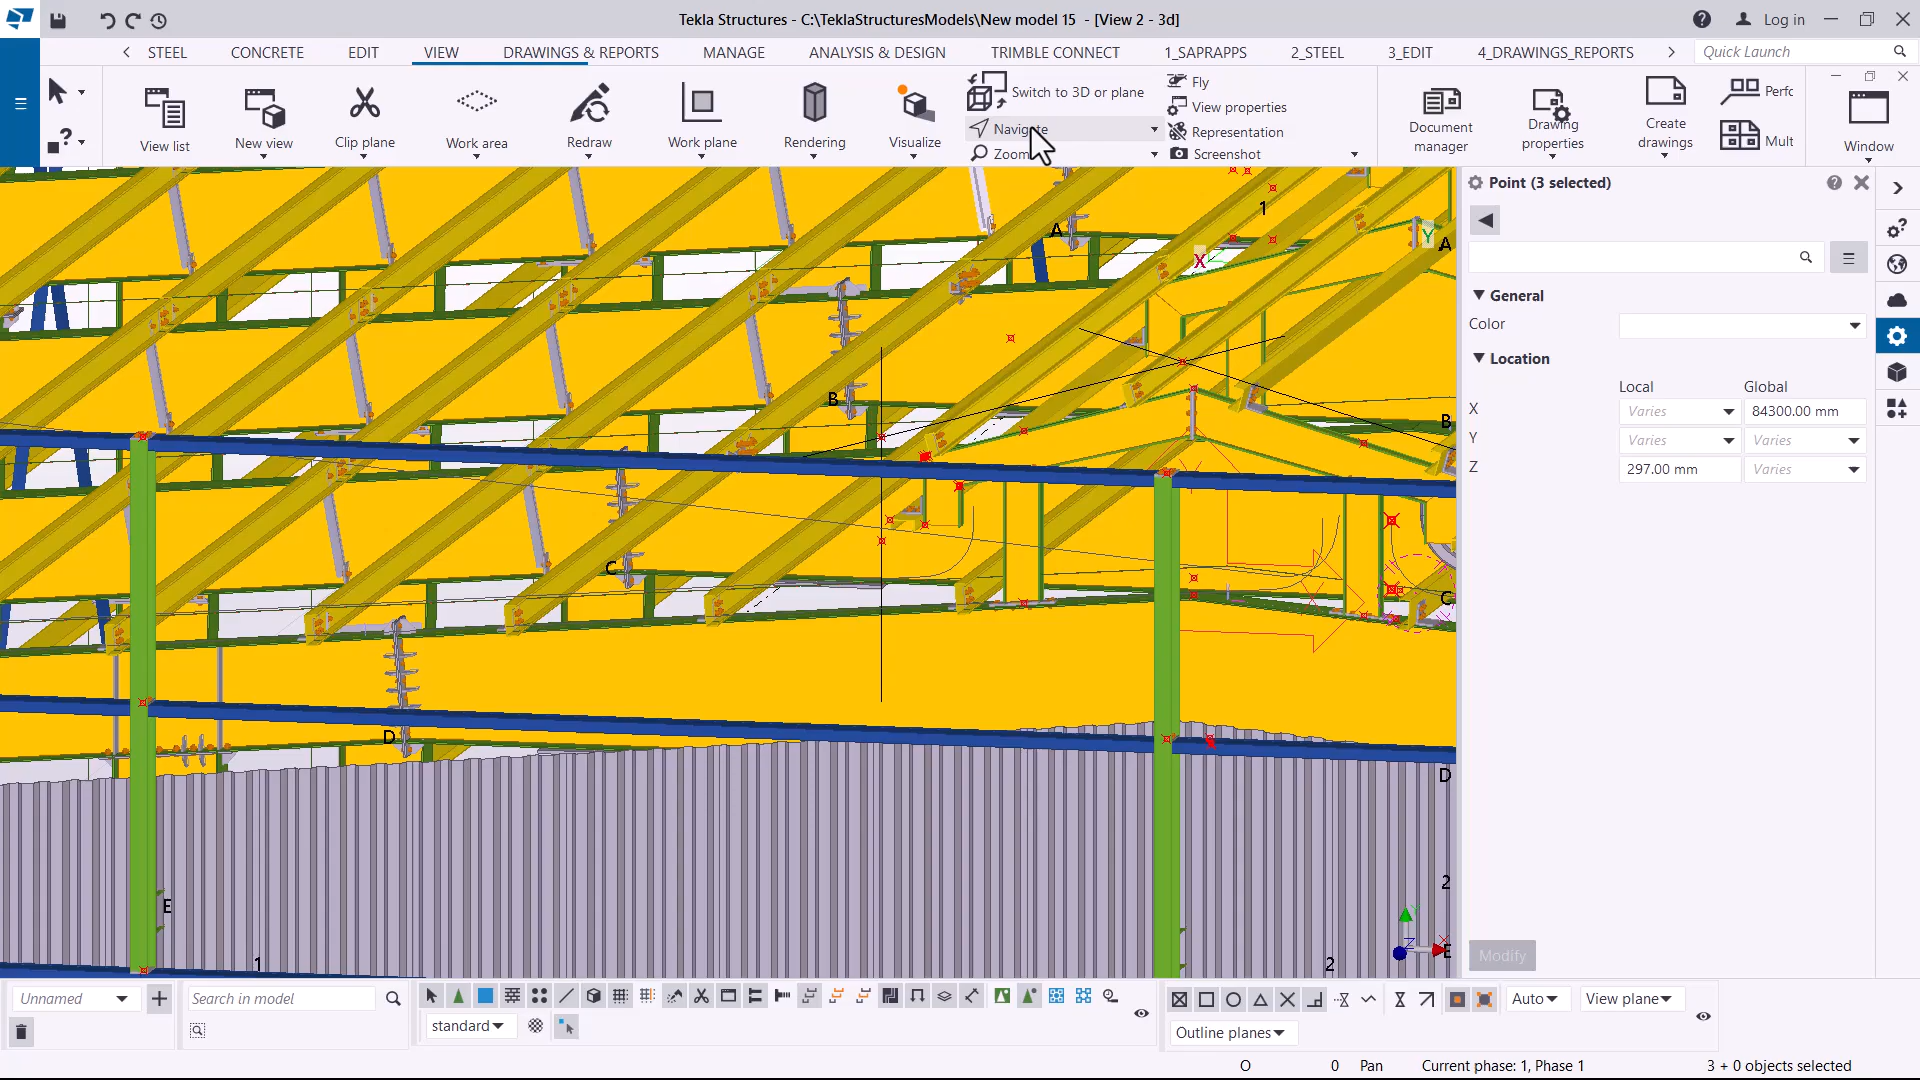 Tekla Structures - C:\TeklaStructuresModels\New model 15 - [View 2 - 3d]
Log in
STEEL
CONCRETE
EDIT
VIEW
DRAWINGS & REPORTS
MANAGE
ANALYSIS & DESIGN
TRIMBLE CONNECT
1_SAPRAPPS
2_STEEL
3_EDIT
4_DRAWINGS_REPORTS
Quick Launch
View list
New view
Clip plane
Work area
Redraw
Work plane
Rendering
Visualize
Switch to 3D or plane
Navigate
Zoom
Fly
View properties
Representation
Screenshot
Document
manager
Drawing
properties
Create
drawings
Perfc
Mult
Window
Point (3 selected)
General
Color
Location
Local
Global
X
Varies
84300.00 mm
Y
Varies
Varies
Z
297.00 mm
Varies
Modify
1
A
Y
A
X
B
B
C
C
D
D
E
2
1
2
E
Z
X
Y
Unnamed
Search in model
standard
Auto
View plane
Outline planes
O
0
Pan
Current phase: 1, Phase 1
3 + 0 objects selected